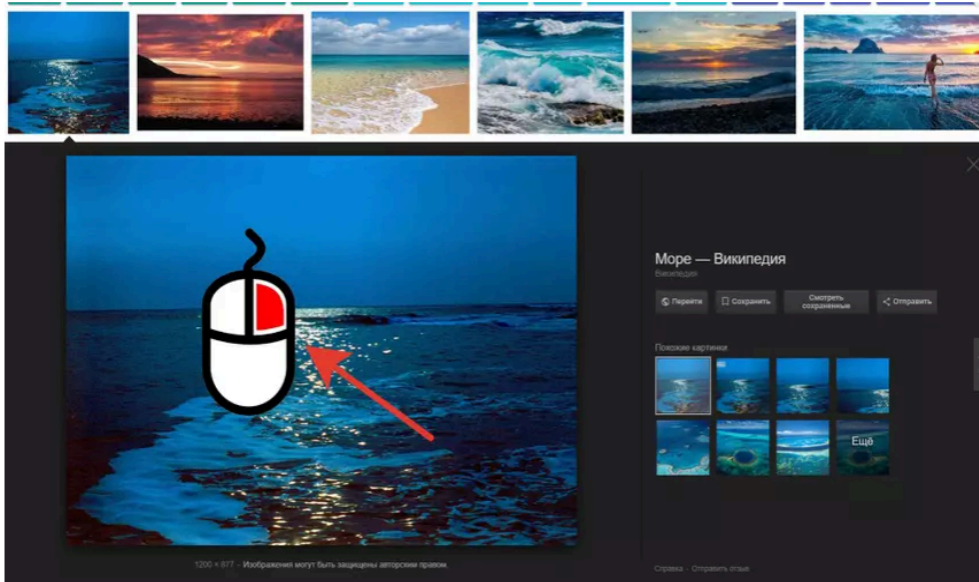 Море — Википедия
Википедия
Перейти
Сохранить
Смотреть
сохраненные
Отправить
Похожие картинки
Ещё
1200 × 877 - Изображения могут быть защищены авторским правом.
Справка - Отправить отзыв